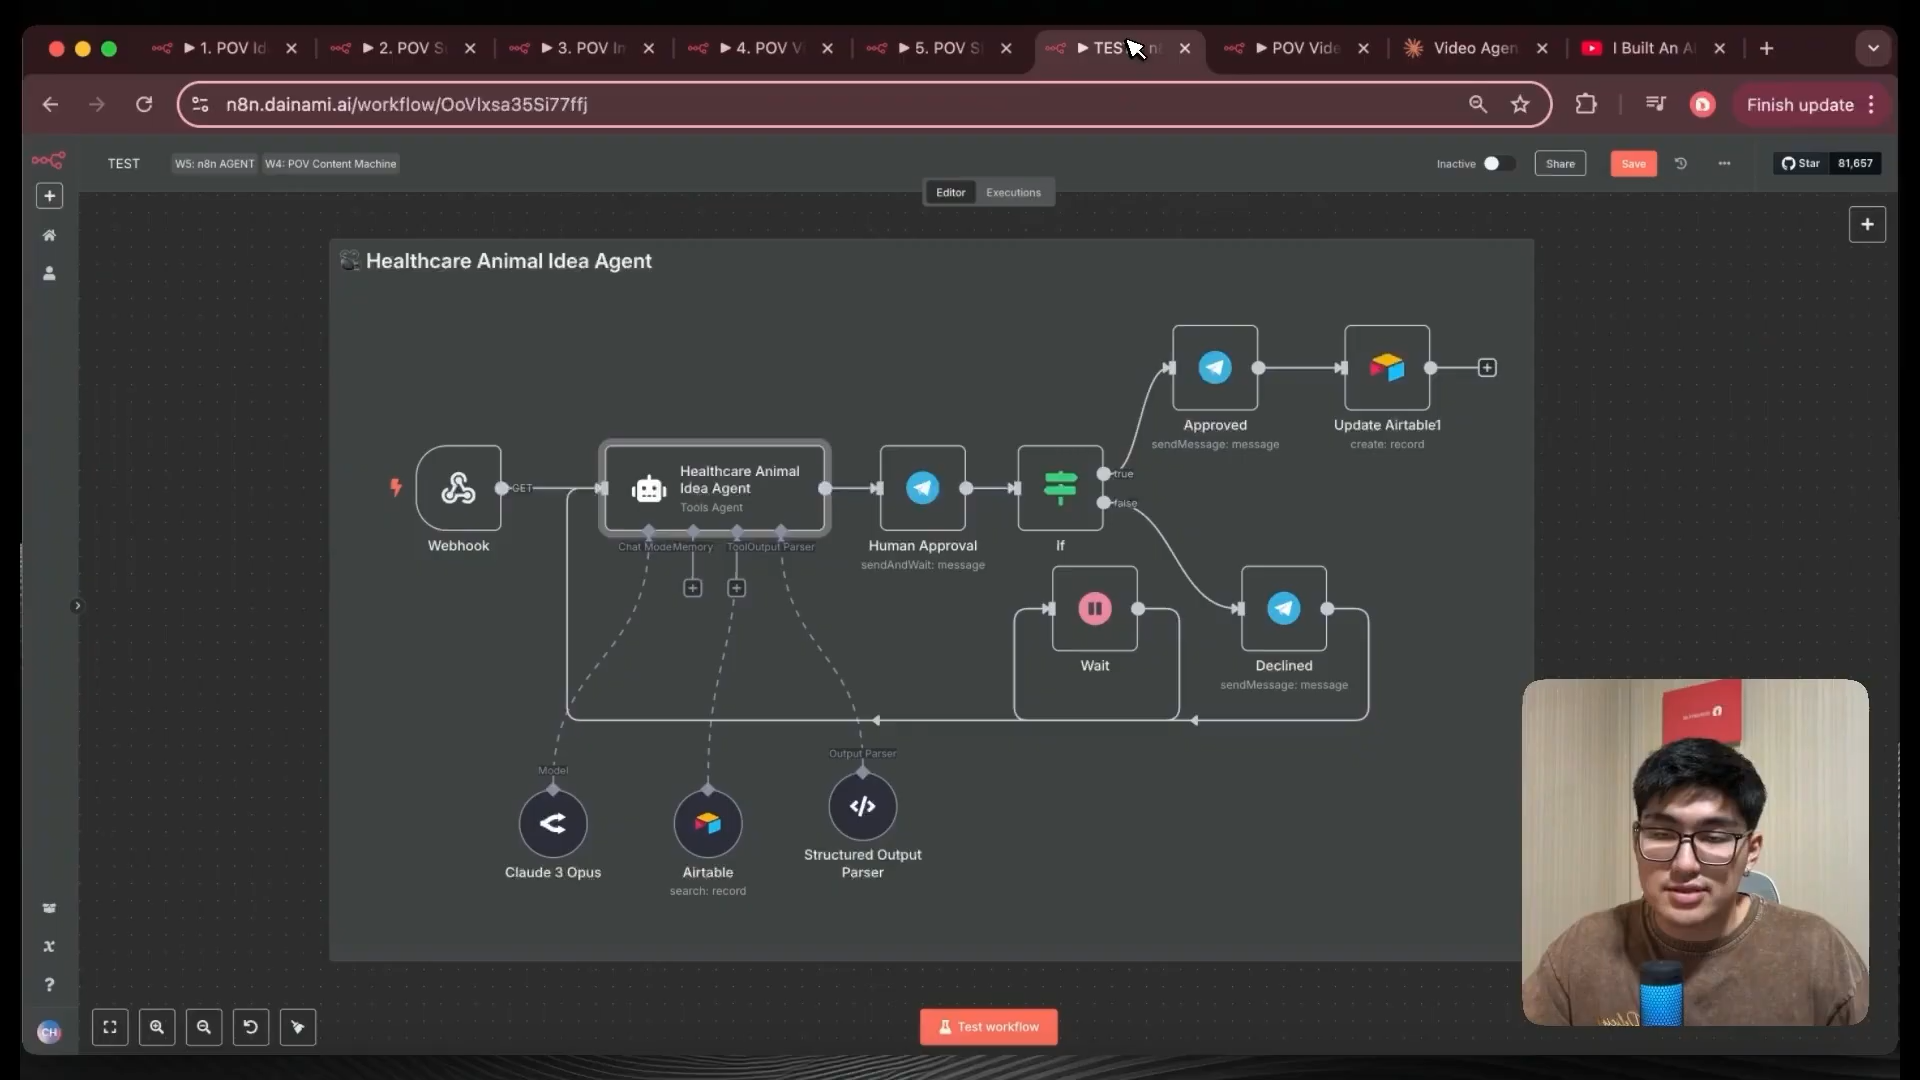 1. POV Id
2. POV S
3. POV In
4. POV V
5. POV S
TES
POV Vide
Video Agen
I Built An A
n8n.dainami.ai/workflow/OoVlxsa35Si77ffj
Finish update
TEST
W5: n8n AGENT
W4: POV Content Machine
Inactive
Share
Save
Star
81,657
Editor
Executions
Healthcare Animal Idea Agent
Approved
sendMessage: message
Update Airtable1
create: record
Webhook
GET
Healthcare Animal
Idea Agent
Tools Agent
Chat Mode
Memory
Tool
Output Parser
Human Approval
sendAndWait: message
If
true
false
Wait
Declined
sendMessage: message
Model
Claude 3 Opus
Airtable
search: record
Output Parser
Structured Output
Parser
CH
Test workflow